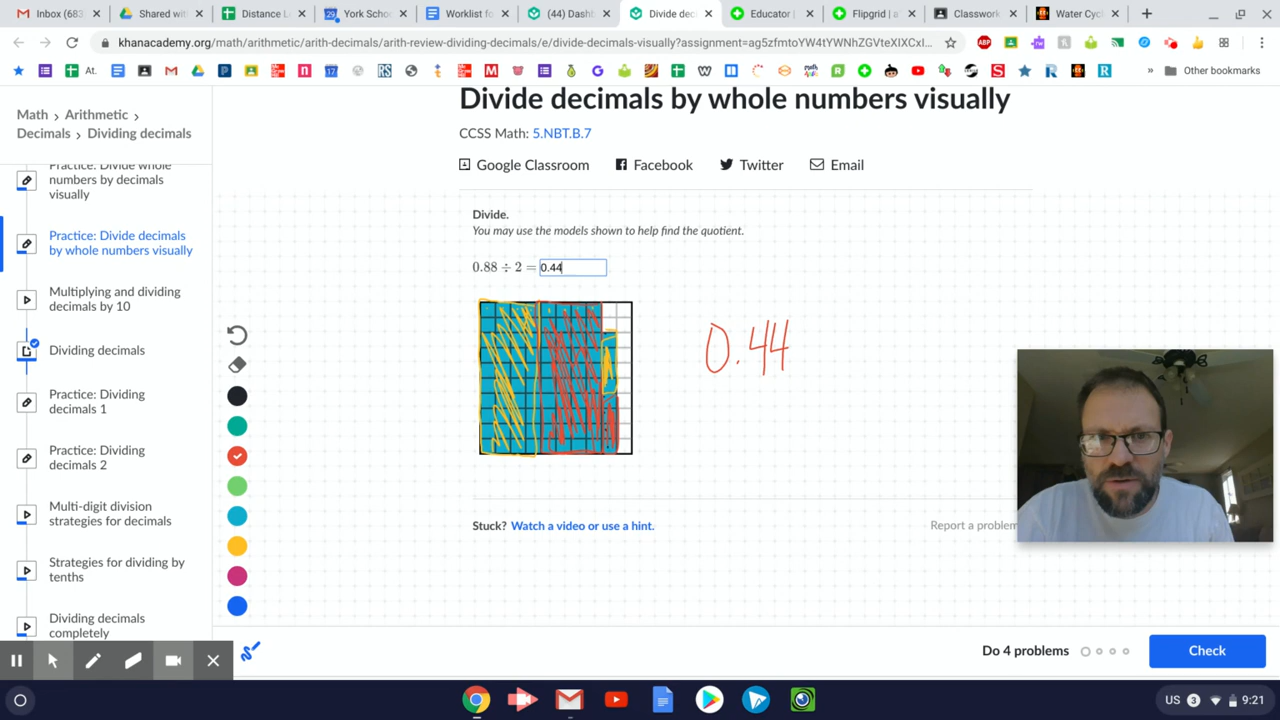 Inbox (683
Shared with
Distance L
York Schoo
Worklist fo
(44) Dashb
Divide deci
Educator |
Flipgrid | a
Classwork
Water Cyc
khanacademy.org/math/arithmetic/arith-decimals/arith-review-dividing-decimals/e/divide-decimals-visually?assignment=ag5zfmtoYW4tYWNhZGVteXIXCxI...
At.
Other bookmarks
Math > Arithmetic >
Decimals > Dividing decimals
Practice: Divide whole
numbers by decimals
visually
Practice: Divide decimals
by whole numbers visually
Multiplying and dividing
decimals by 10
Dividing decimals
Practice: Dividing
decimals 1
Practice: Dividing
decimals 2
Multi-digit division
strategies for decimals
Strategies for dividing by
tenths
Dividing decimals
completely
Divide decimals by whole numbers visually
CCSS Math: 5.NBT.B.7
Google Classroom
Facebook
Twitter
Email
Divide.
You may use the models shown to help find the quotient.
0.88 ÷ 2 = 0.44
0.44
Stuck? Watch a video or use a hint.
Report a problem
Do 4 problems
Check
US 3 9:21